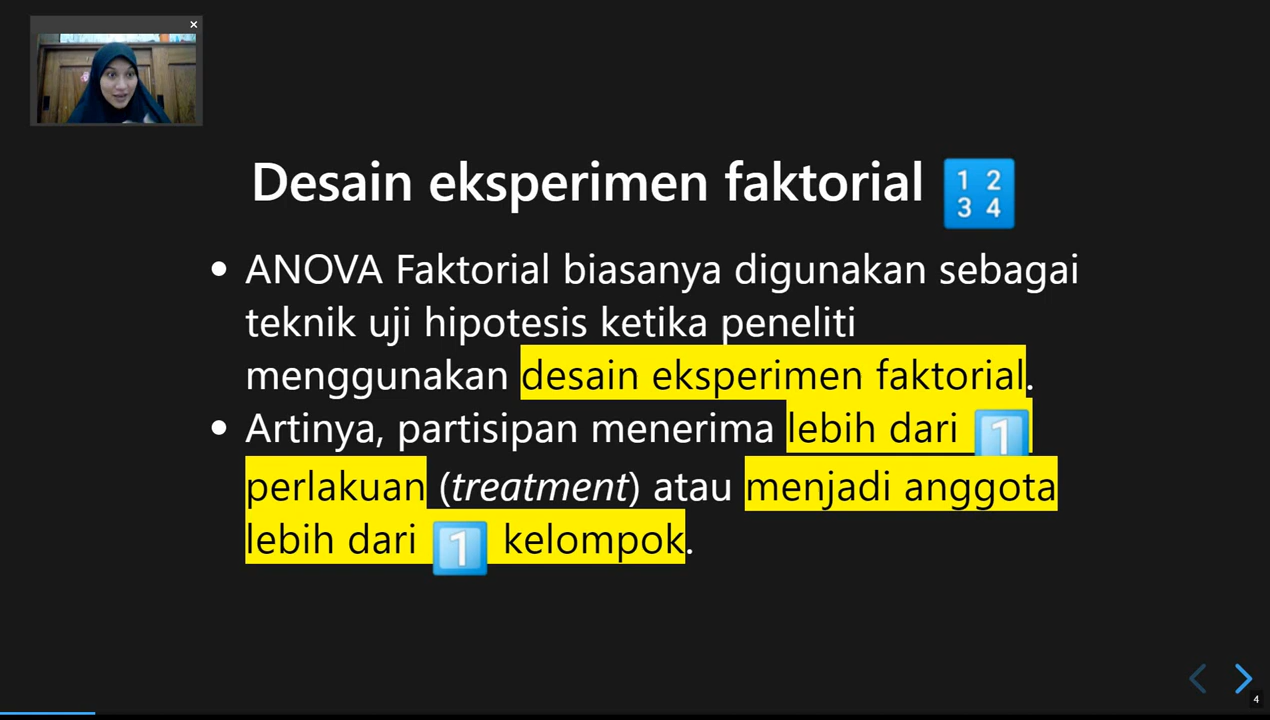 Desain eksperimen faktorial 🔢
• ANOVA Faktorial biasanya digunakan sebagai
teknik uji hipotesis ketika peneliti
menggunakan desain eksperimen faktorial.
• Artinya, partisipan menerima lebih dari 1️⃣
perlakuan (treatment) atau menjadi anggota
lebih dari 1️⃣ kelompok.
4